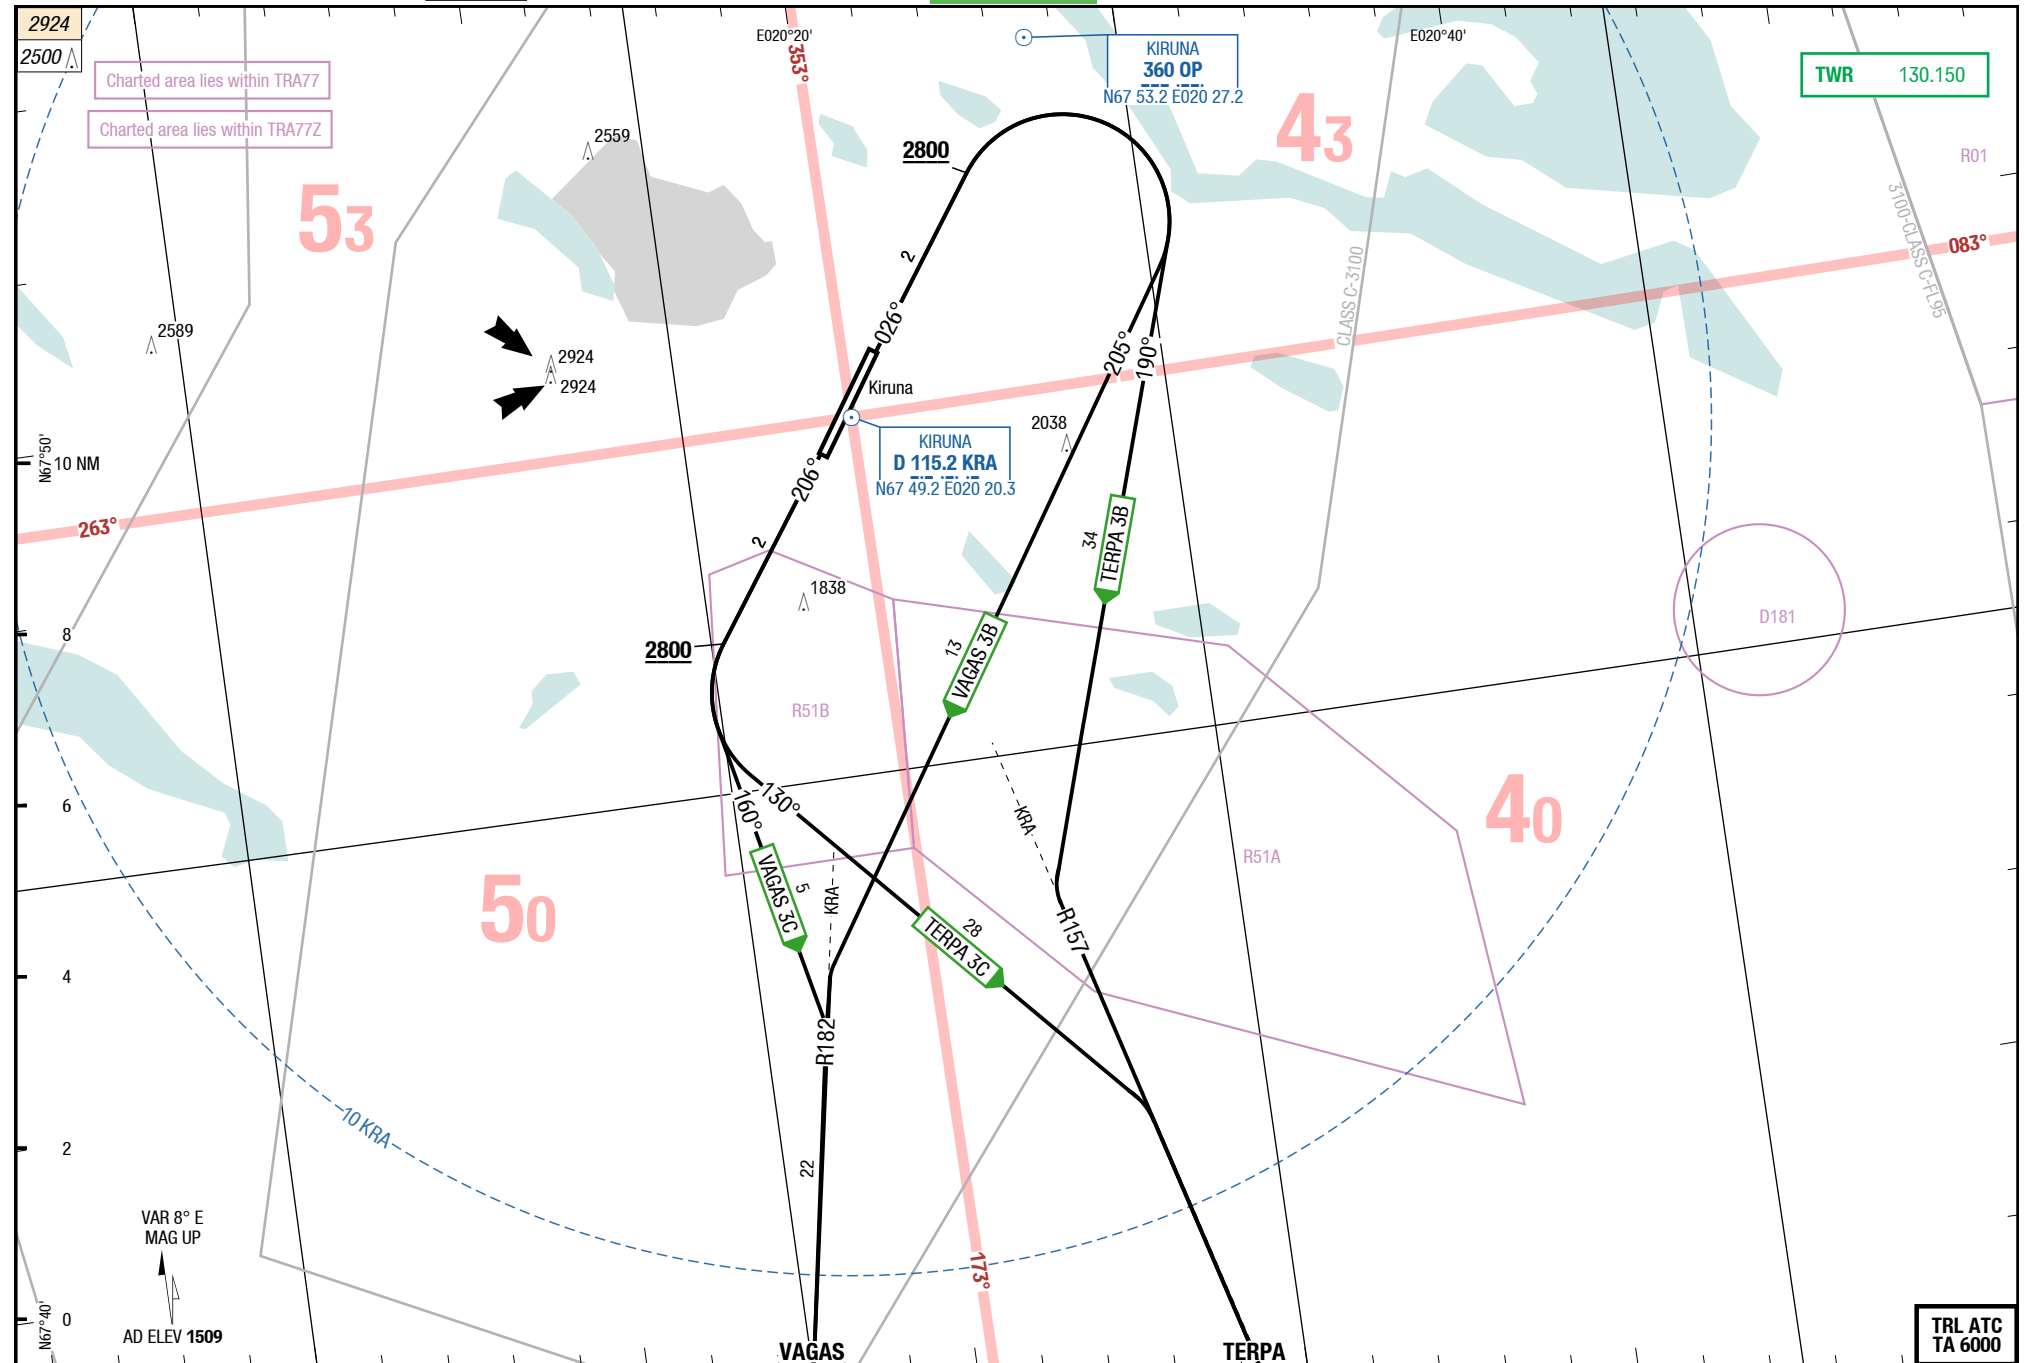 2924
2500
Charted area lies within TRA77
Charted area lies within TRA77Z
E020°20'
353°
KIRUNA
360 OP
N67 53.2 E020 27.2
E020°40'
TWR 130.150
R01
2559
2800
43
53
3100-CLASS C-FL95
083°
2
CLASS C-3100
026°
2589
2924
2924
205°
190°
Kiruna
2038
KIRUNA
D 115.2 KRA
N67 49.2 E020 20.3
N67°50'
10 NM
206°
263°
2
34
TERPA 3B
1838
D181
8
2800
13
VAGAS 3B
R51B
6
130°
160°
KRA
40
R51A
VAGAS 3C
5
KRA
50
R157
28
TERPA 3C
4
R182
10 KRA
2
22
VAR 8° E
MAG UP
173°
AD ELEV 1509
N67°40'
0
VAGAS
TERPA
TRL ATC
TA 6000